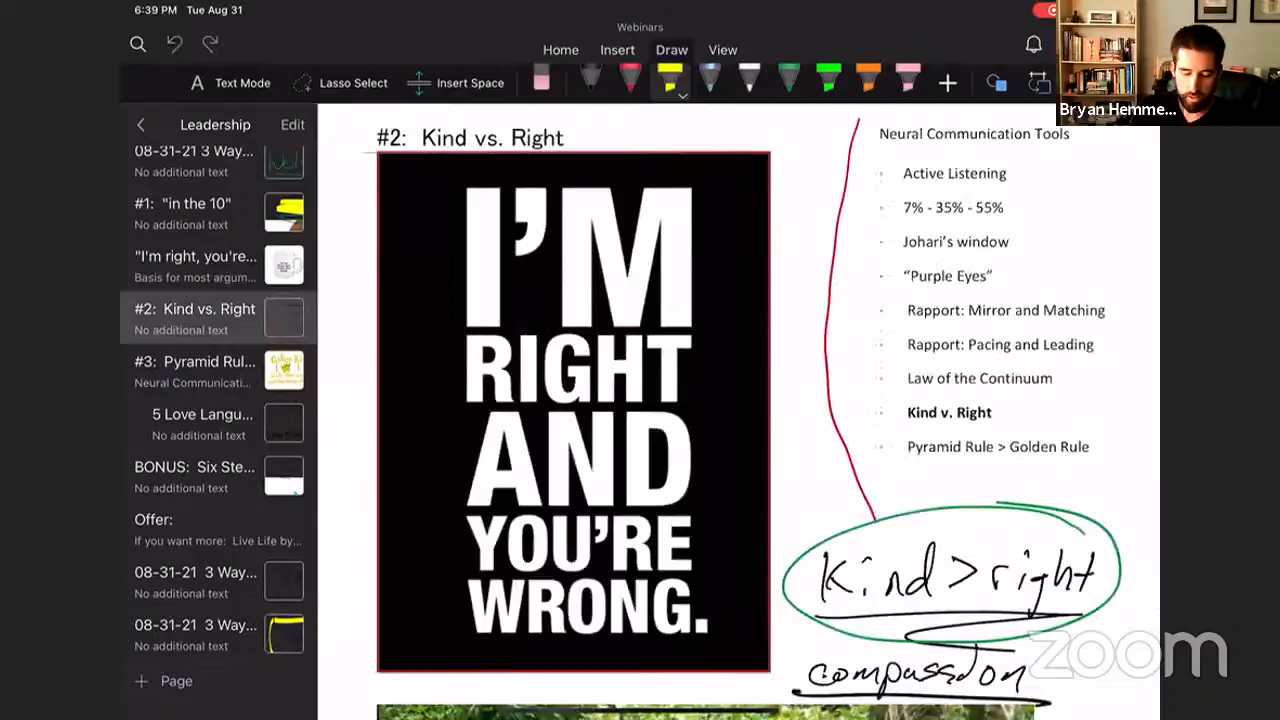 6:39 PM Tue Aug 31
Webinars
Home Insert Draw View
Text Mode Lasso Select Insert Space
Bryan Hemme...
Leadership Edit
08-31-21 3 Way...
No additional text
#1: "in the 10"
No additional text
"I'm right, you're...
Basis for most argum...
#2: Kind vs. Right
No additional text
#3: Pyramid Rul...
Neural Communicati...
5 Love Langu...
No additional text
BONUS: Six Ste...
No additional text
Offer:
If you want more: Live Life by...
08-31-21 3 Way...
No additional text
08-31-21 3 Way...
No additional text
Page
#2: Kind vs. Right
I'M
RIGHT
AND
YOU'RE
WRONG.
Neural Communication Tools
Active Listening
7% - 35% - 55%
Johari's window
“Purple Eyes”
Rapport: Mirror and Matching
Rapport: Pacing and Leading
Law of the Continuum
Kind v. Right
Pyramid Rule > Golden Rule
Kind > right
compassion
zoom